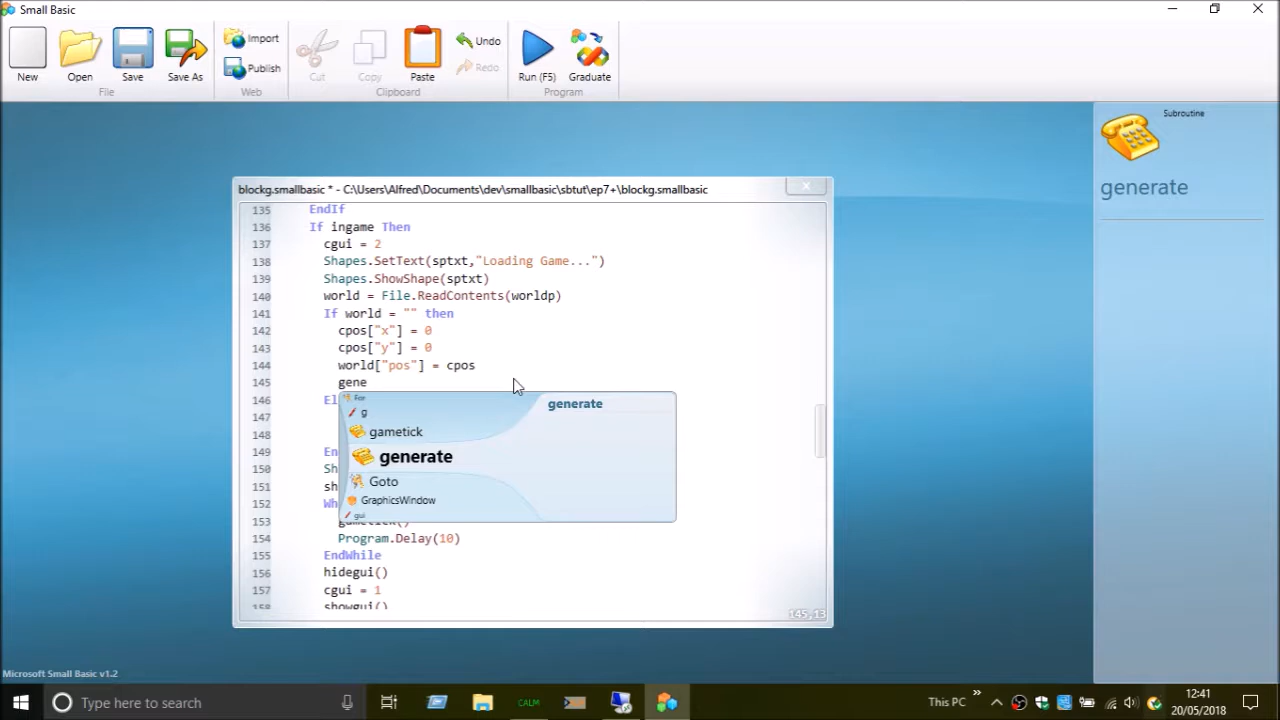 Small Basic
New
Open
Save
Save As
Import
Publish
Cut
Copy
Paste
Undo
Redo
Run (F5)
Graduate
File
Web
Clipboard
Program
blockg.smallbasic * - C:\Users\Alfred\Documents\dev\smallbasic\sbtut\ep7+\blockg.smallbasic
135 EndIf
136 If ingame Then
137 cgui = 2
138 Shapes.SetText(sptxt,"Loading Game...")
139 Shapes.ShowShape(sptxt)
140 world = File.ReadContents(worldp)
141 If world = "" then
142 cpos["x"] = 0
143 cpos["y"] = 0
144 world["pos"] = cpos
145 gene
146 El
147
148
149 En
150 Sh
151 sh
152 Wh
153 gametick()
154 Program.Delay(10)
155 EndWhile
156 hidegui()
157 cgui = 1
158 showgui()
For
g
gametick
generate
Goto
GraphicsWindow
gui
generate
145,13
Subroutine
generate
Microsoft Small Basic v1.2
Type here to search
CALM
This PC
12:41
20/05/2018